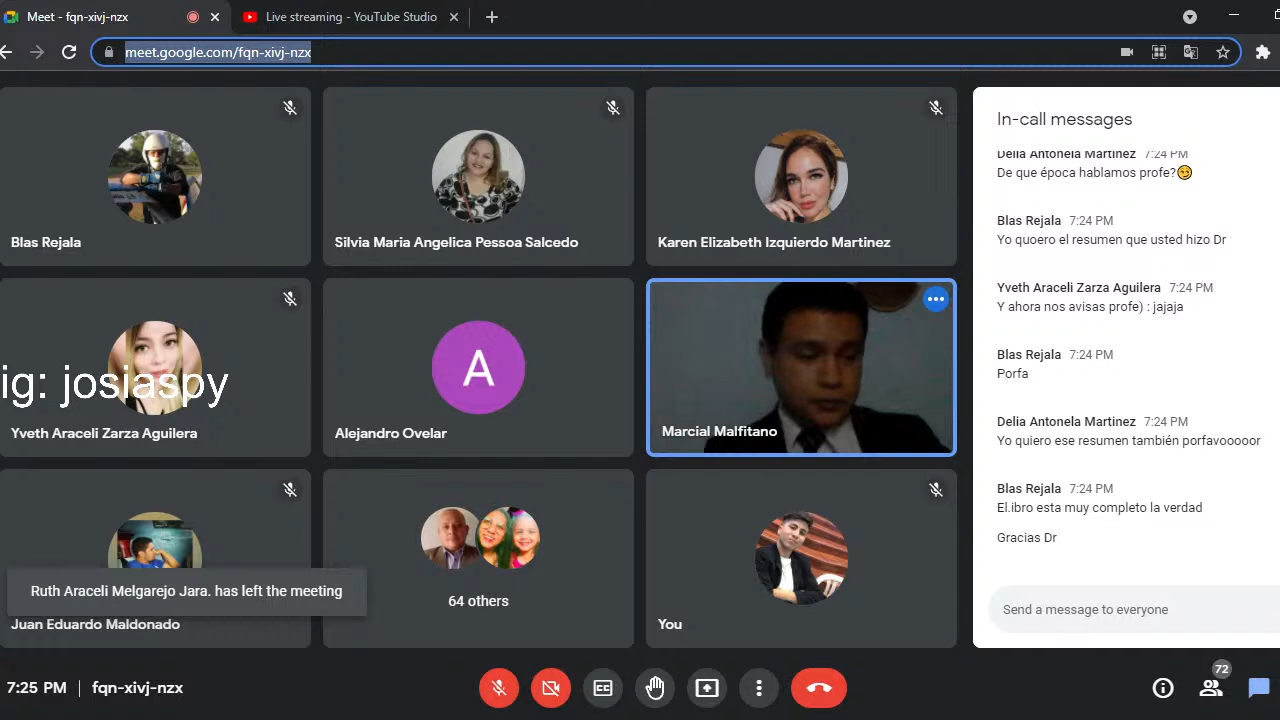 Meet - fqn-xivj-nzx
Live streaming - YouTube Studio
meet.google.com/fqn-xivj-nzx
Blas Rejala
Silvia Maria Angelica Pessoa Salcedo
Karen Elizabeth Izquierdo Martinez
ig: josiaspy
Yveth Araceli Zarza Aguilera
A
Alejandro Ovelar
Marcial Malfitano
Ruth Araceli Melgarejo Jara. has left the meeting
Juan Eduardo Maldonado
64 others
You
In-call messages
Delia Antonela Martinez 7:24 PM
De que época hablamos profe?😊
Blas Rejala 7:24 PM
Yo quoero el resumen que usted hizo Dr
Yveth Araceli Zarza Aguilera 7:24 PM
Y ahora nos avisas profe) : jajaja
Blas Rejala 7:24 PM
Porfa
Delia Antonela Martinez 7:24 PM
Yo quiero ese resumen también porfavooooor
Blas Rejala 7:24 PM
El.ibro esta muy completo la verdad
Gracias Dr
Send a message to everyone
7:25 PM | fqn-xivj-nzx
CC
72